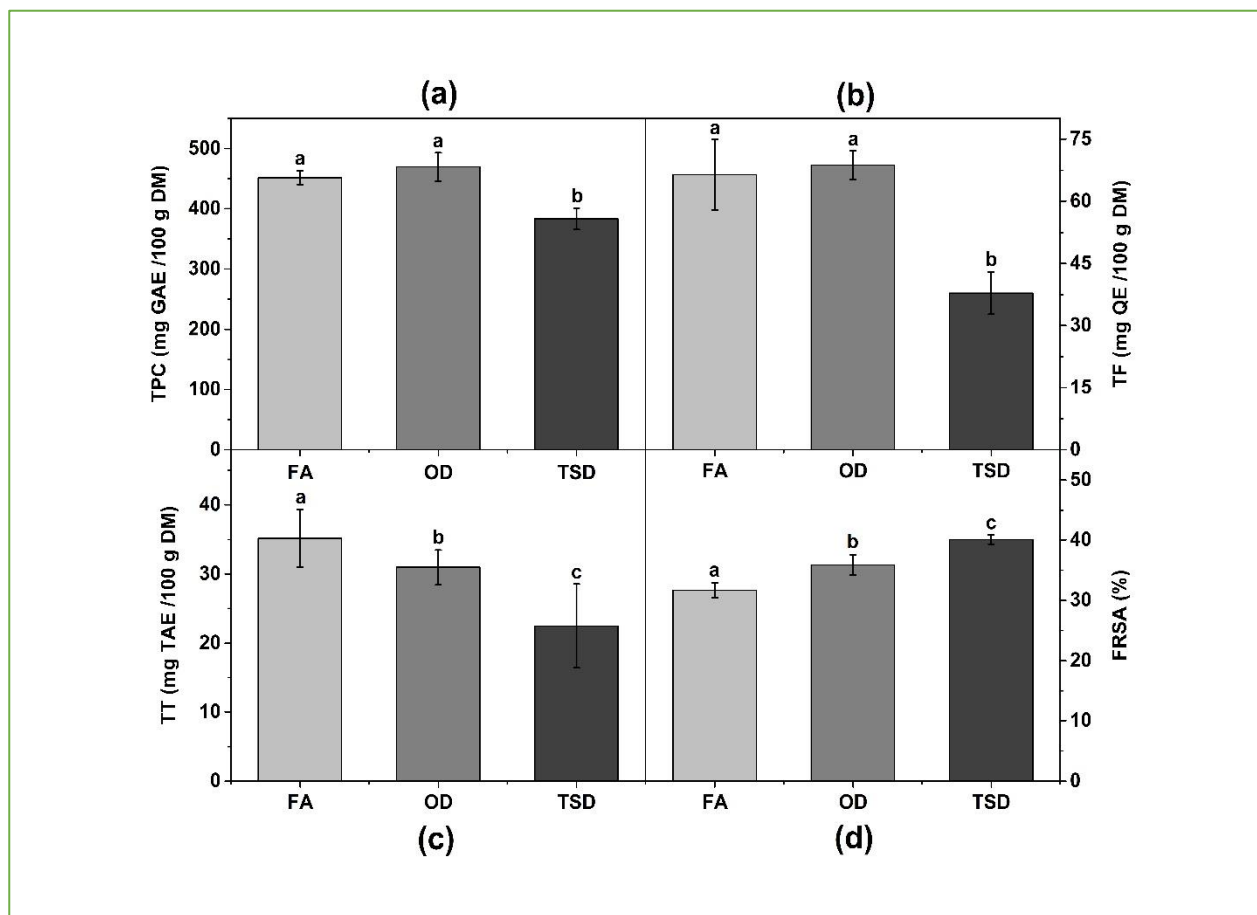 (a)
(b)
TPC (mg GAE /100 g DM)
500
400
300
200
100
0
a
a
b
FA
OD
TSD
a
a
b
FA
OD
TSD
75
60
45
30
15
0
TF (mg QE /100 g DM)
TT (mg TAE /100 g DM)
40
30
20
10
0
a
b
c
FA
OD
TSD
a
b
c
FA
OD
TSD
50
40
30
20
10
0
FRSA (%)
(c)
(d)